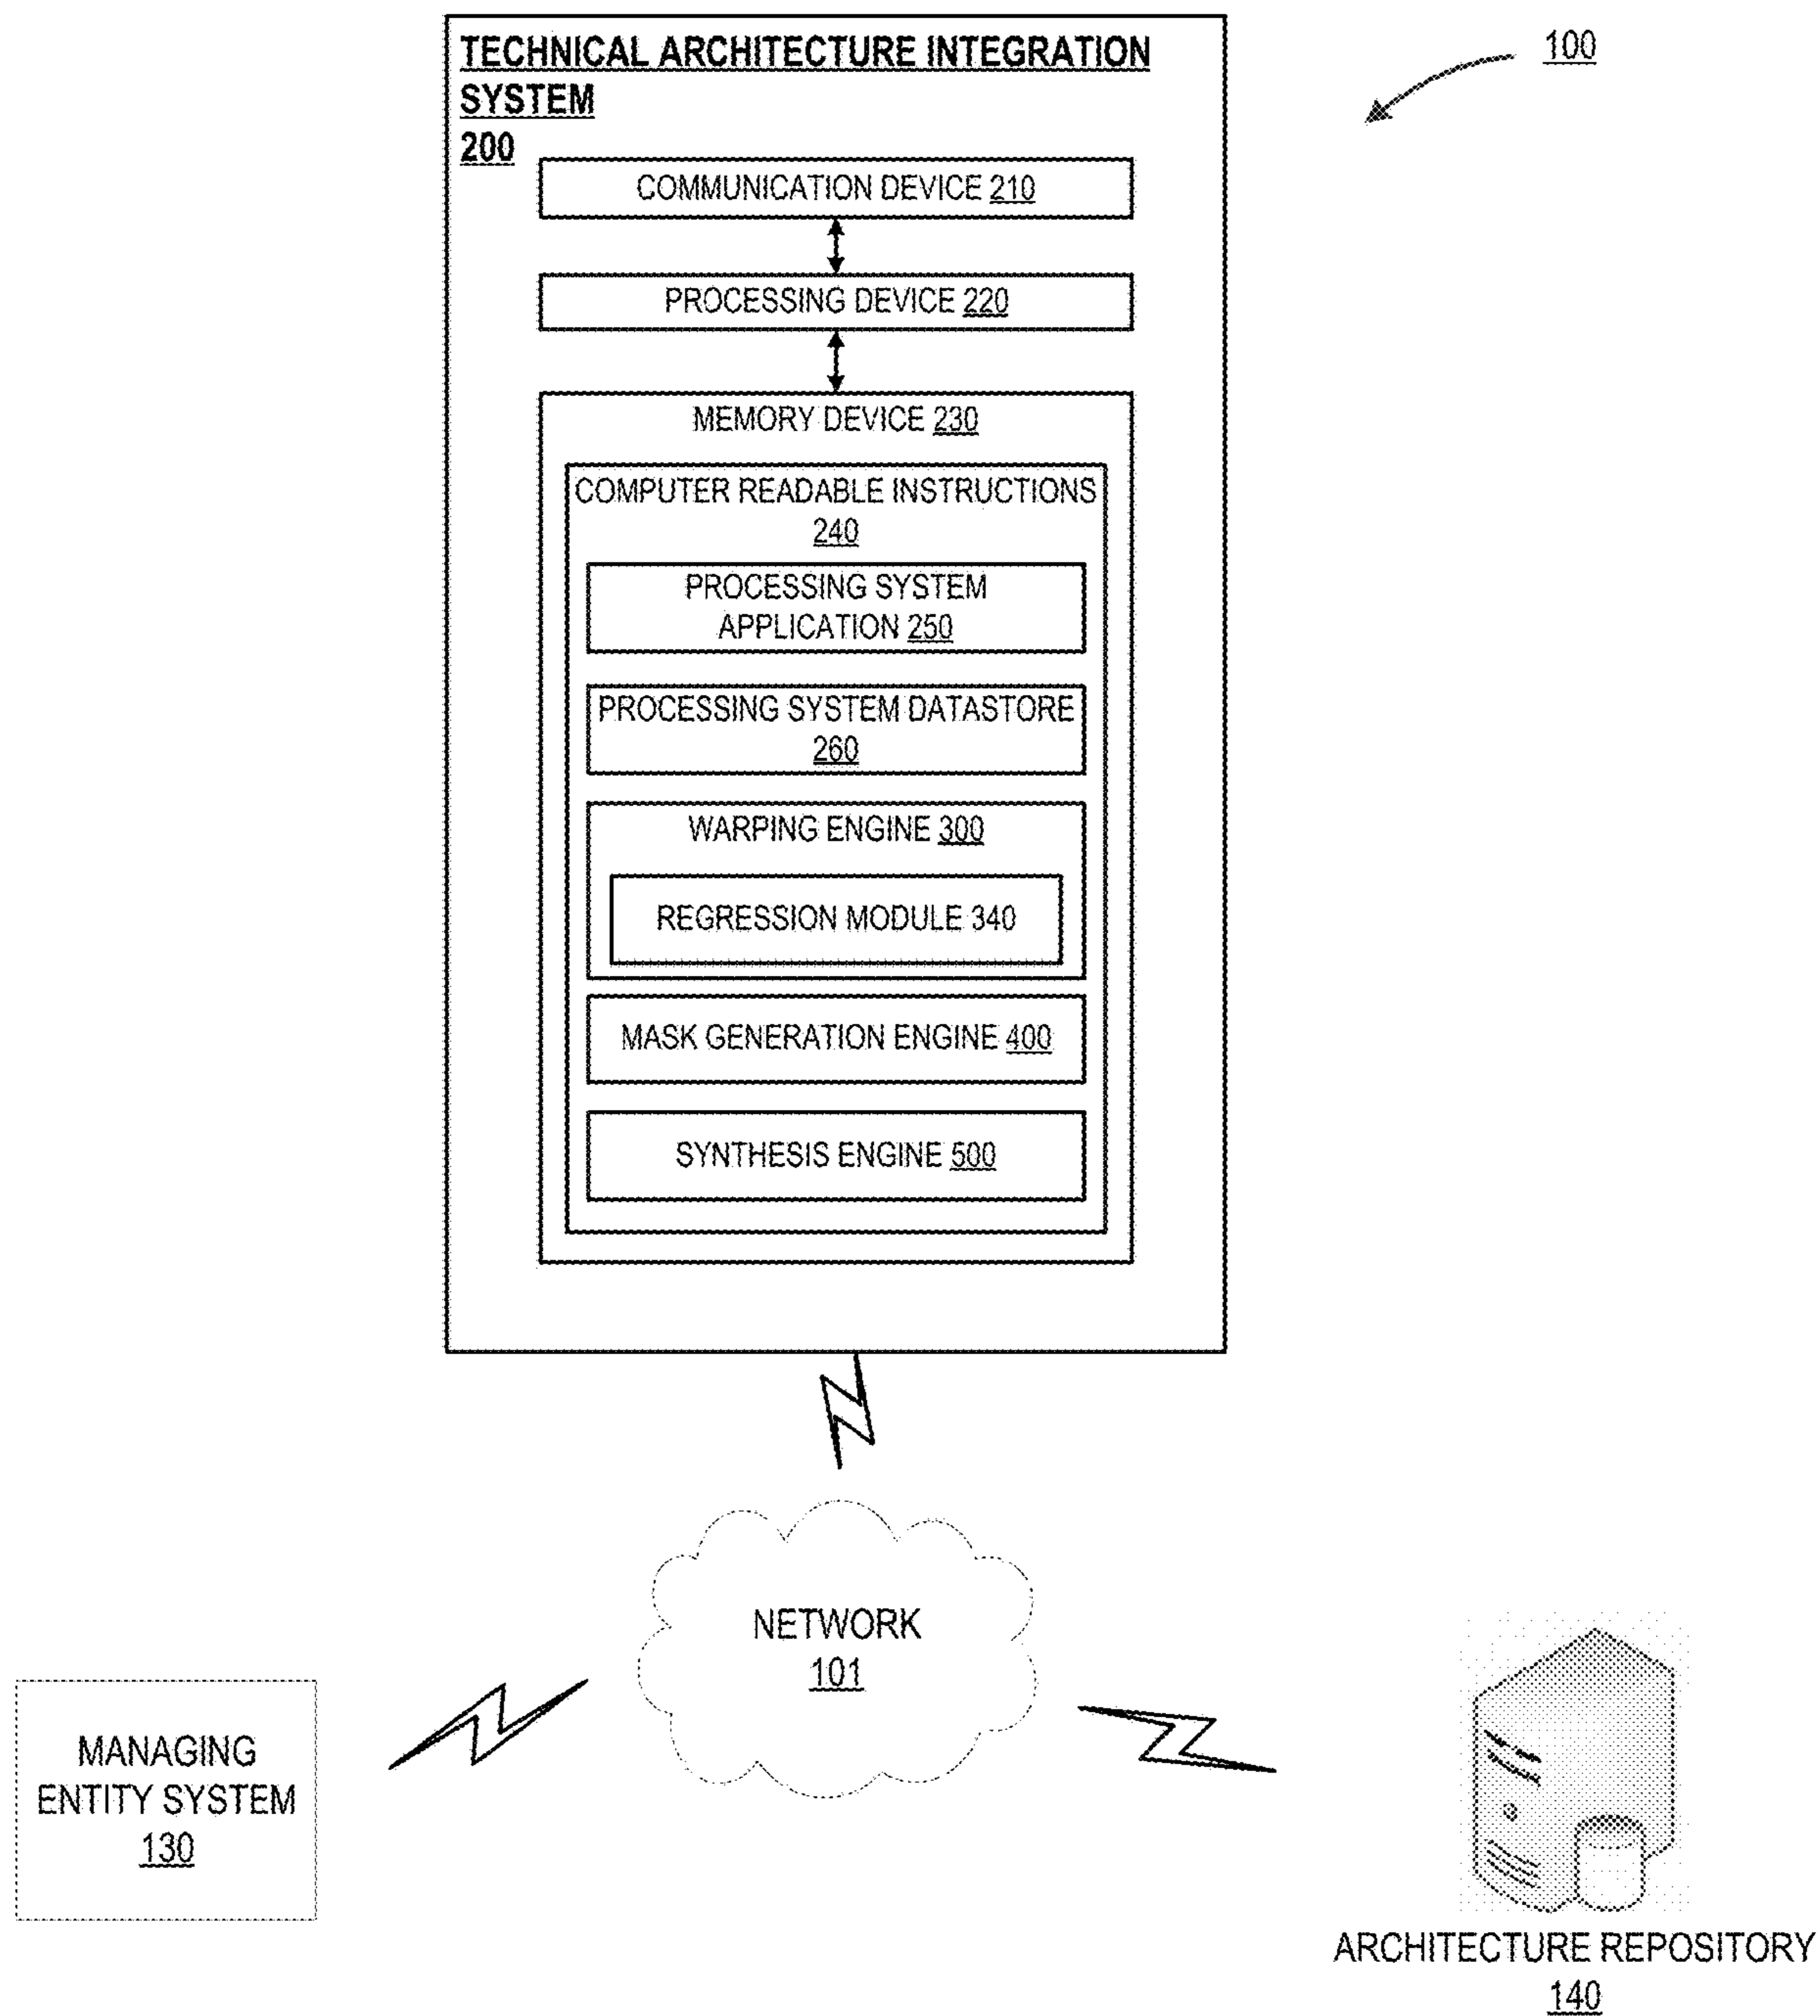 TECHNICAL ARCHITECTURE INTEGRATION
SYSTEM
200
100
COMMUNICATION DEVICE 210
PROCESSING DEVICE 220
MEMORY DEVICE 230
COMPUTER READABLE INSTRUCTIONS
240
PROCESSING SYSTEM
APPLICATION 250
PROCESSING SYSTEM DATASTORE
260
WARPING ENGINE 300
REGRESSION MODULE 340
MASK GENERATION ENGINE 400
SYNTHESIS ENGINE 500
NETWORK
101
MANAGING
ENTITY SYSTEM
130
ARCHITECTURE REPOSITORY
140